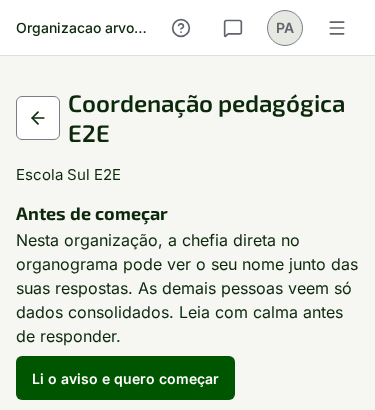 Organizacao arvo...
PA
Coordenação pedagógica
E2E
Escola Sul E2E
Antes de começar
Nesta organização, a chefia direta no
organograma pode ver o seu nome junto das
suas respostas. As demais pessoas veem só
dados consolidados. Leia com calma antes
de responder.
Li o aviso e quero começar